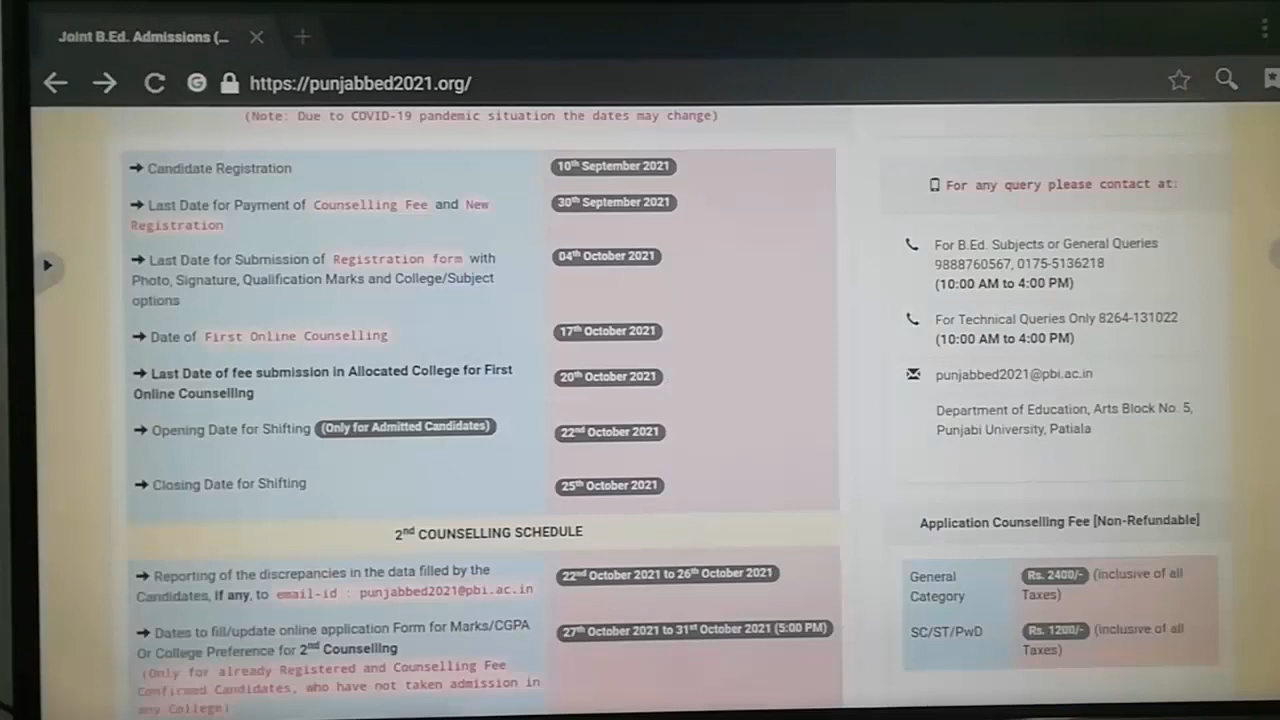 Joint B.Ed. Admissions (...
https://punjabbed2021.org/
(Note: Due to COVID-19 pandemic situation the dates may change)
→ Candidate Registration
10th September 2021
→ Last Date for Payment of Counselling Fee and New
Registration
30th September 2021
→ Last Date for Submission of Registration form with
Photo, Signature, Qualification Marks and College/Subject
options
04th October 2021
→ Date of First Online Counselling
17th October 2021
→ Last Date of fee submission in Allocated College for First
Online Counselling
20th October 2021
→ Opening Date for Shifting (Only for Admitted Candidates)
22nd October 2021
→ Closing Date for Shifting
25th October 2021
2nd COUNSELLING SCHEDULE
→ Reporting of the discrepancies in the data filled by the
Candidates, if any, to email-id : punjabbed2021@pbi.ac.in
22nd October 2021 to 26th October 2021
→ Dates to fill/update online application Form for Marks/CGPA
Or College Preference for 2nd Counselling
(Only for already Registered and Counselling Fee
Confirmed Candidates, who have not taken admission in
any College)
27th October 2021 to 31st October 2021 (5:00 PM)
For any query please contact at:
For B.Ed. Subjects or General Queries
9888760567, 0175-5136218
(10:00 AM to 4:00 PM)
For Technical Queries Only 8264-131022
(10:00 AM to 4:00 PM)
punjabbed2021@pbi.ac.in
Department of Education, Arts Block No. 5,
Punjabi University, Patiala
Application Counselling Fee [Non-Refundable]
General
Category
Rs. 2400/- (inclusive of all
Taxes)
SC/ST/PwD
Rs. 1200/- (inclusive of all
Taxes)